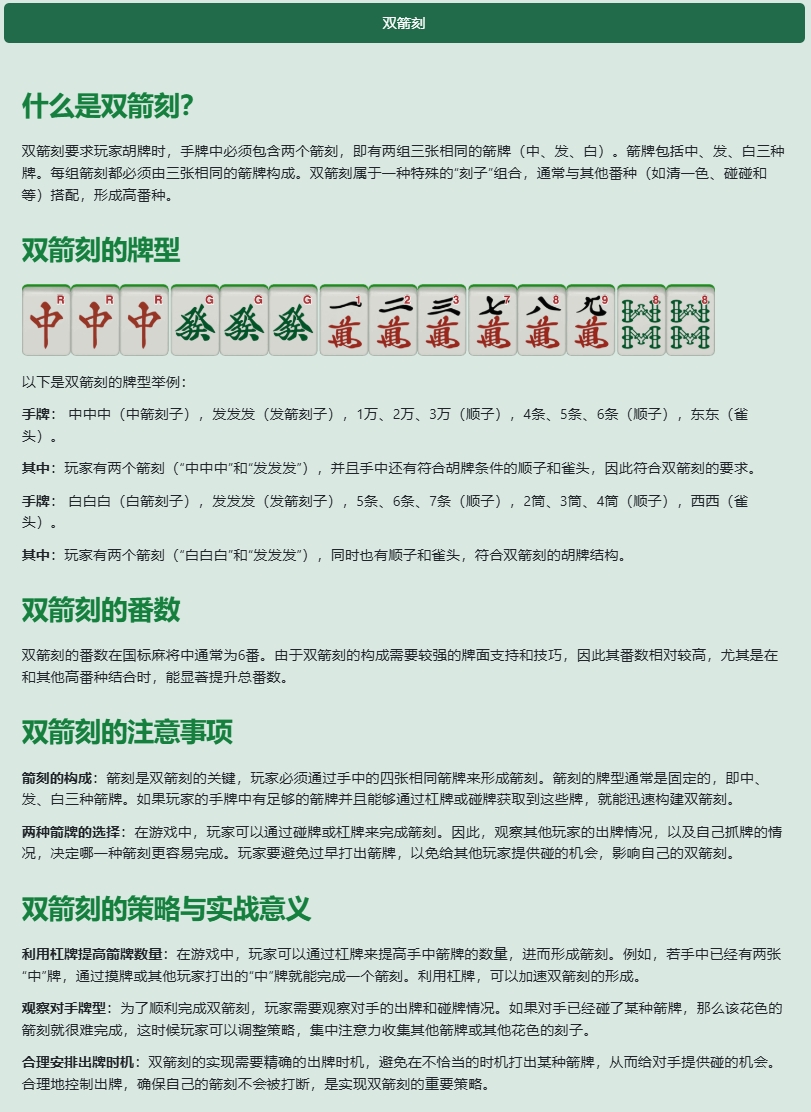 双箭刻
什么是双箭刻?
双箭刻要求玩家胡牌时，手牌中必须包含两个箭刻，即有两组三张相同的箭牌（中、发、白）。箭牌包括中、发、白三种
牌。每组箭刻都必须由三张相同的箭牌构成。双箭刻属于一种特殊的“刻子”组合，通常与其他番种（如清一色、碰碰和
等）搭配，形成高番种。
双箭刻的牌型
R中 R中 R中 G發 G發 G發 1一萬 2二萬 3三萬 7七萬 8八萬 9九萬 8 8
以下是双箭刻的牌型举例：
手牌： 中中中（中箭刻子），发发发（发箭刻子），1万、2万、3万（顺子），4条、5条、6条（顺子），东东（雀
头）。
其中：玩家有两个箭刻（“中中中”和“发发发”），并且手中还有符合胡牌条件的顺子和雀头，因此符合双箭刻的要求。
手牌： 白白白（白箭刻子），发发发（发箭刻子），5条、6条、7条（顺子），2筒、3筒、4筒（顺子），西西（雀
头）。
其中：玩家有两个箭刻（“白白白”和“发发发”），同时也有顺子和雀头，符合双箭刻的胡牌结构。
双箭刻的番数
双箭刻的番数在国标麻将中通常为6番。由于双箭刻的构成需要较强的牌面支持和技巧，因此其番数相对较高，尤其是在
和其他高番种结合时，能显著提升总番数。
双箭刻的注意事项
箭刻的构成：箭刻是双箭刻的关键，玩家必须通过手中的四张相同箭牌来形成箭刻。箭刻的牌型通常是固定的，即中、
发、白三种箭牌。如果玩家的手牌中有足够的箭牌并且能够通过杠牌或碰牌获取到这些牌，就能迅速构建双箭刻。
两种箭牌的选择：在游戏中，玩家可以通过碰牌或杠牌来完成箭刻。因此，观察其他玩家的出牌情况，以及自己抓牌的情
况，决定哪一种箭刻更容易完成。玩家要避免过早打出箭牌，以免给其他玩家提供碰的机会，影响自己的双箭刻。
双箭刻的策略与实战意义
利用杠牌提高箭牌数量：在游戏中，玩家可以通过杠牌来提高手中箭牌的数量，进而形成箭刻。例如，若手中已经有两张
“中”牌，通过摸牌或其他玩家打出的“中”牌就能完成一个箭刻。利用杠牌，可以加速双箭刻的形成。
观察对手牌型：为了顺利完成双箭刻，玩家需要观察对手的出牌和碰牌情况。如果对手已经碰了某种箭牌，那么该花色的
箭刻就很难完成，这时候玩家可以调整策略，集中注意力收集其他箭牌或其他花色的刻子。
合理安排出牌时机：双箭刻的实现需要精确的出牌时机，避免在不恰当的时机打出某种箭牌，从而给对手提供碰的机会。
合理地控制出牌，确保自己的箭刻不会被打断，是实现双箭刻的重要策略。